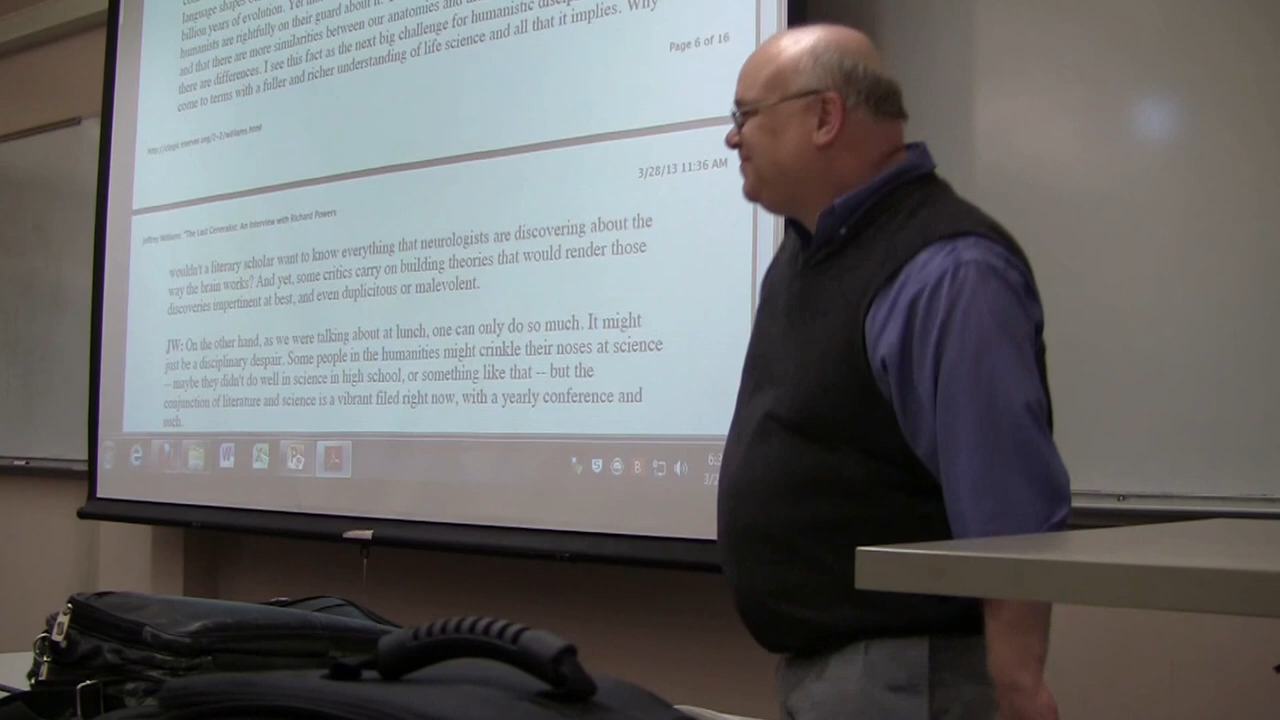 language shapes
billion years of evolution. Yet
humanists are rightfully on their guard about it.
and that there are more similarities between our anatomies and
there are differences. I see this fact as the next big challenge for humanistic
come to terms with a fuller and richer understanding of life science and all that it implies. Why
Page 6 of 16
3/28/13 11:36 AM
Jeffrey Williams: "The Last Generalist: An Interview with Richard Powers
wouldn't a literary scholar want to know everything that neurologists are discovering about the
way the brain works? And yet, some critics carry on building theories that would render those
discoveries impertinent at best, and even duplicitous or malevolent.
JW: On the other hand, as we were talking about at lunch, one can only do so much. It might
just be a disciplinary despair. Some people in the humanities might crinkle their noses at science
-- maybe they didn't do well in science in high school, or something like that -- but the
conjunction of literature and science is a vibrant filed right now, with a yearly conference and
such.